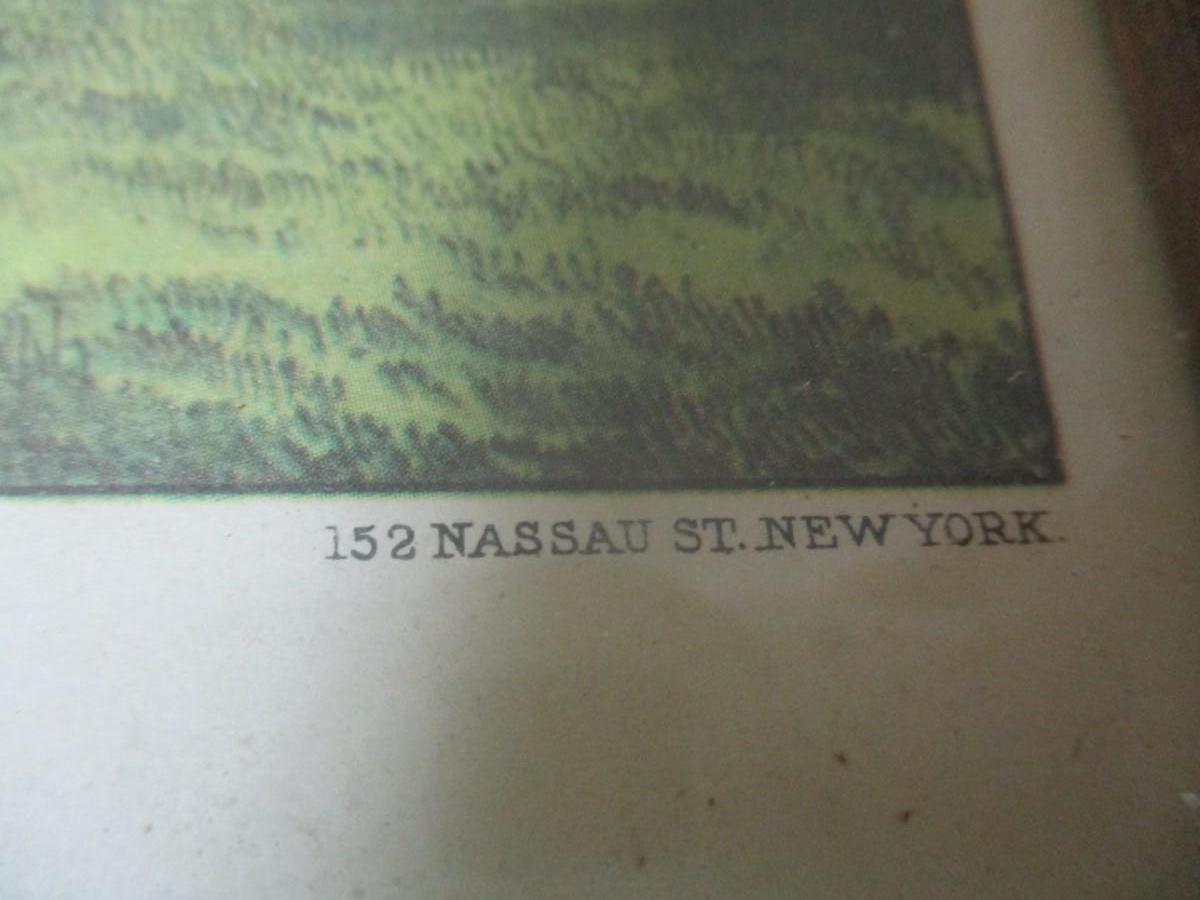 152 NASSAU ST. NEW YORK.